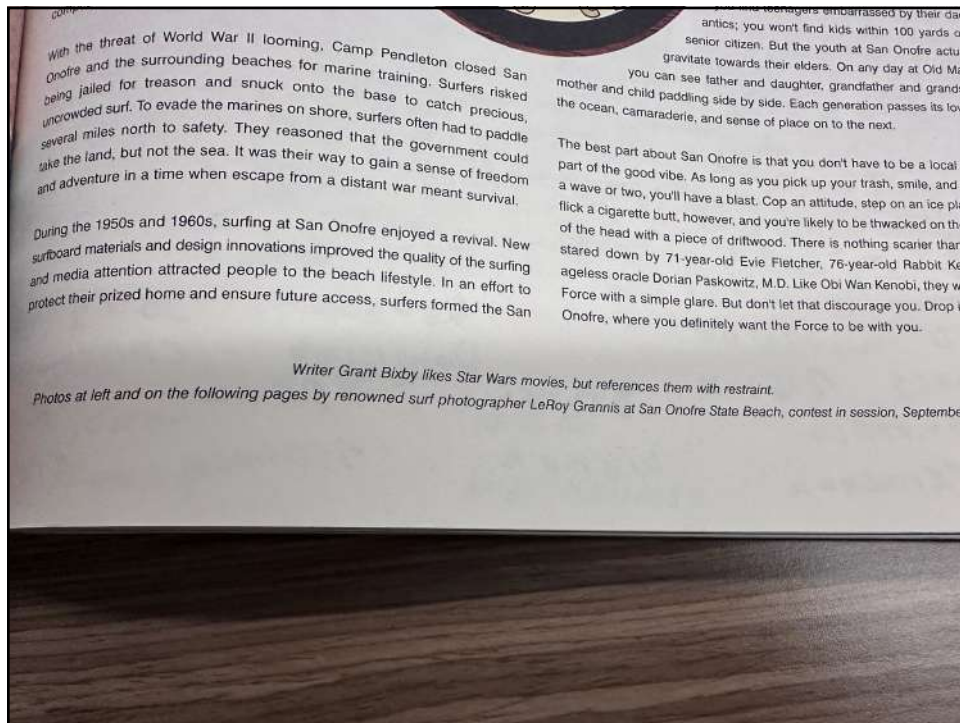 With the threat of World War II looming, Camp Pendleton closed San
Onofre and the surrounding beaches for marine training. Surfers risked
being jailed for treason and snuck onto the base to catch precious,
uncrowded surf. To evade the marines on shore, surfers often had to paddle
several miles north to safety. They reasoned that the government could
take the land, but not the sea. It was their way to gain a sense of freedom
and adventure in a time when escape from a distant war meant survival.
During the 1950s and 1960s, surfing at San Onofre enjoyed a revival. New
surfboard materials and design innovations improved the quality of the surfing
and media attention attracted people to the beach lifestyle. In an effort to
protect their prized home and ensure future access, surfers formed the San
teenagers embarrassed by their da
antics; you won't find kids within 100 yards o
senior citizen. But the youth at San Onofre actu
gravitate towards their elders. On any day at Old Ma
you can see father and daughter, grandfather and grands
mother and child paddling side by side. Each generation passes its lov
the ocean, camaraderie, and sense of place on to the next.
The best part about San Onofre is that you don't have to be a local
part of the good vibe. As long as you pick up your trash, smile, and
a wave or two, you'll have a blast. Cop an attitude, step on an ice pla
flick a cigarette butt, however, and you're likely to be thwacked on th
of the head with a piece of driftwood. There is nothing scarier than
stared down by 71-year-old Evie Fletcher, 76-year-old Rabbit Ke
ageless oracle Dorian Paskowitz, M.D. Like Obi Wan Kenobi, they w
Force with a simple glare. But don't let that discourage you. Drop i
Onofre, where you definitely want the Force to be with you.
Writer Grant Bixby likes Star Wars movies, but references them with restraint.
Photos at left and on the following pages by renowned surf photographer LeRoy Grannis at San Onofre State Beach, contest in session, Septembe